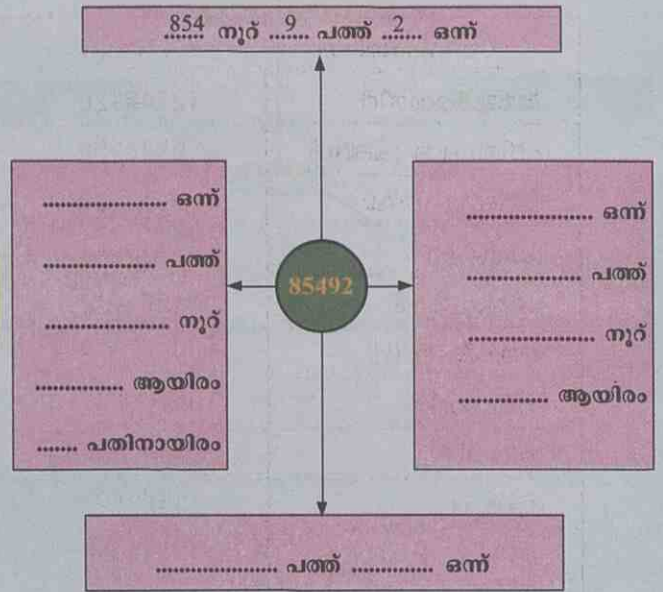 854 നൂറ് 9 പത്ത് 2 ഒന്ന്
..................... ഒന്ന്
................... പത്ത്
..................... നൂറ്
............... ആയിരം
....... പതിനായിരം
85492
..................... ഒന്ന്
................... പത്ത്
..................... നൂറ്
............... ആയിരം
..................... പത്ത് .............. ഒന്ന്